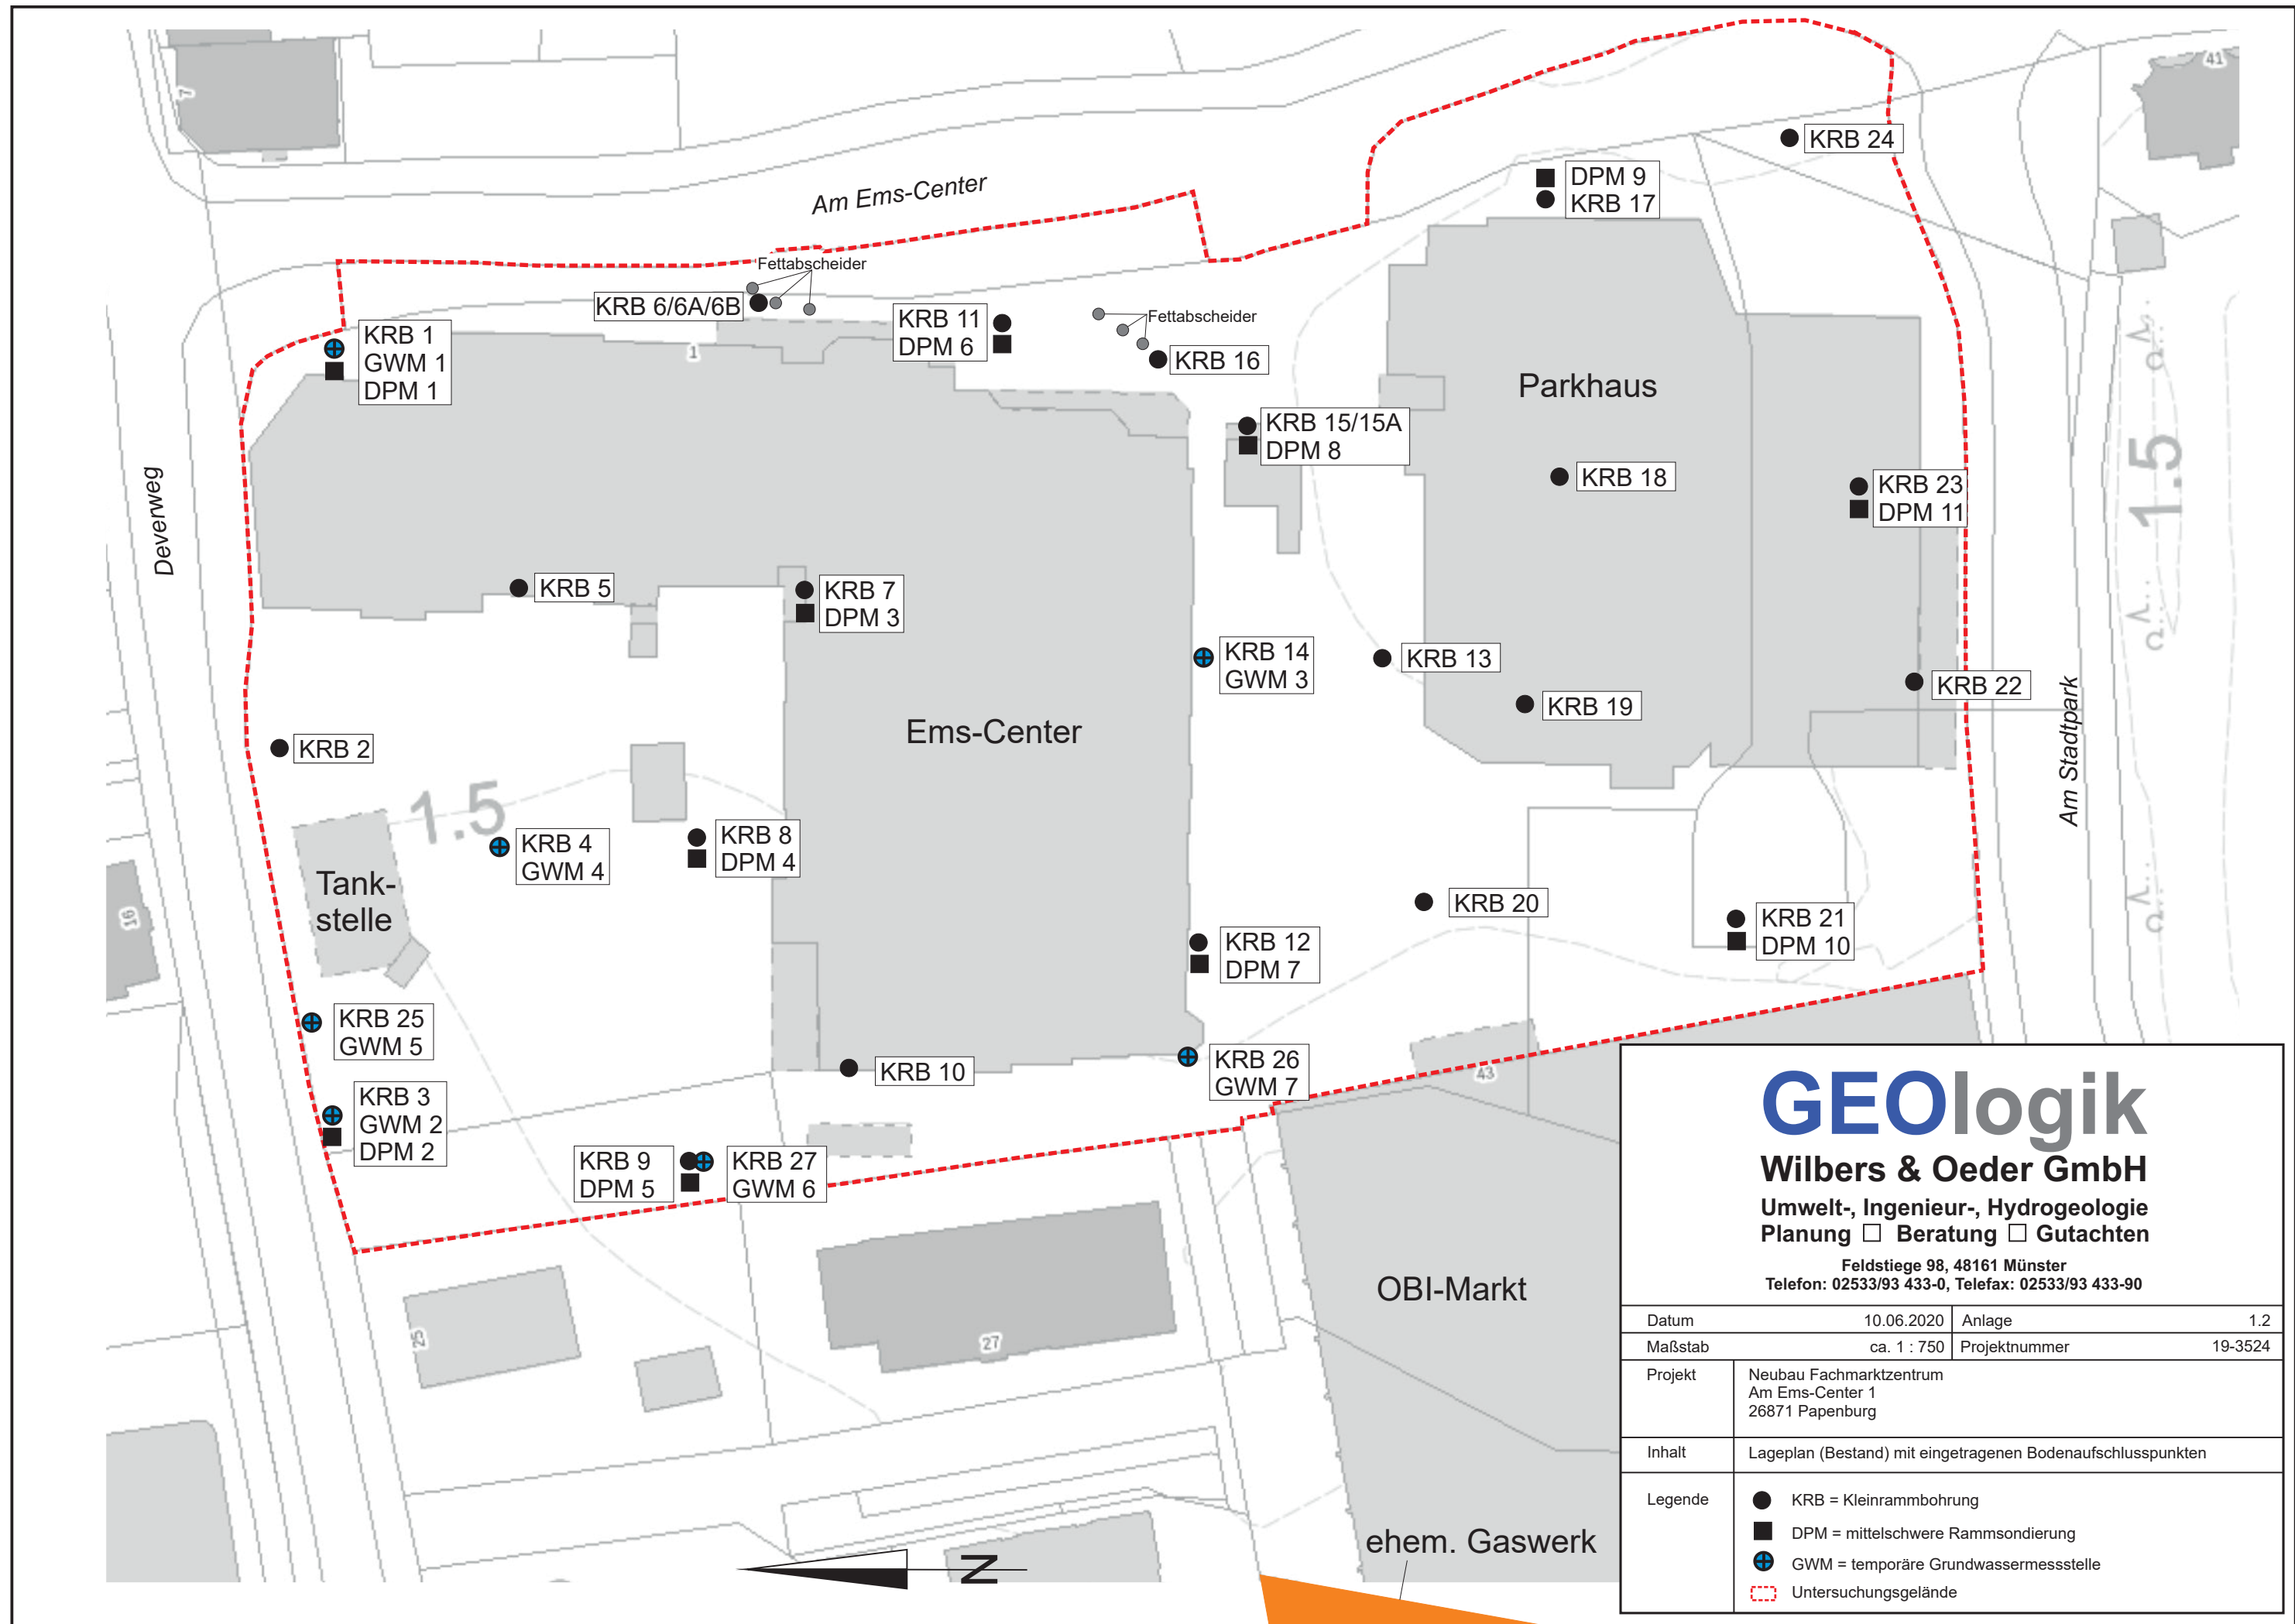 7
41
Am Ems-Center
KRB 24
DPM 9
KRB 17
Fettabscheider
KRB 6/6A/6B
KRB 11
DPM 6
Fettabscheider
KRB 16
KRB 1
GWM 1
DPM 1
1
Parkhaus
KRB 15/15A
DPM 8
KRB 18
KRB 23
DPM 11
1.5
Deverweg
KRB 5
KRB 7
DPM 3
KRB 14
GWM 3
KRB 13
KRB 19
KRB 22
Am Stadtpark
Ems-Center
KRB 2
1.5
KRB 4
GWM 4
KRB 8
DPM 4
Tank-
stelle
16
KRB 20
KRB 21
DPM 10
KRB 12
DPM 7
KRB 25
GWM 5
KRB 10
KRB 26
GWM 7
43
KRB 3
GWM 2
DPM 2
KRB 9
DPM 5
KRB 27
GWM 6
OBI-Markt
25
27
ehem. Gaswerk
N
GEOlogik
Wilbers & Oeder GmbH
Umwelt-, Ingenieur-, Hydrogeologie
Planung □ Beratung □ Gutachten
Feldstiege 98, 48161 Münster
Telefon: 02533/93 433-0, Telefax: 02533/93 433-90
Datum 10.06.2020 Anlage 1.2
Maßstab ca. 1 : 750 Projektnummer 19-3524
Projekt Neubau Fachmarktzentrum
Am Ems-Center 1
26871 Papenburg
Inhalt Lageplan (Bestand) mit eingetragenen Bodenaufschlusspunkten
Legende KRB = Kleinrammbohrung
DPM = mittelschwere Rammsondierung
GWM = temporäre Grundwassermessstelle
Untersuchungsgelände